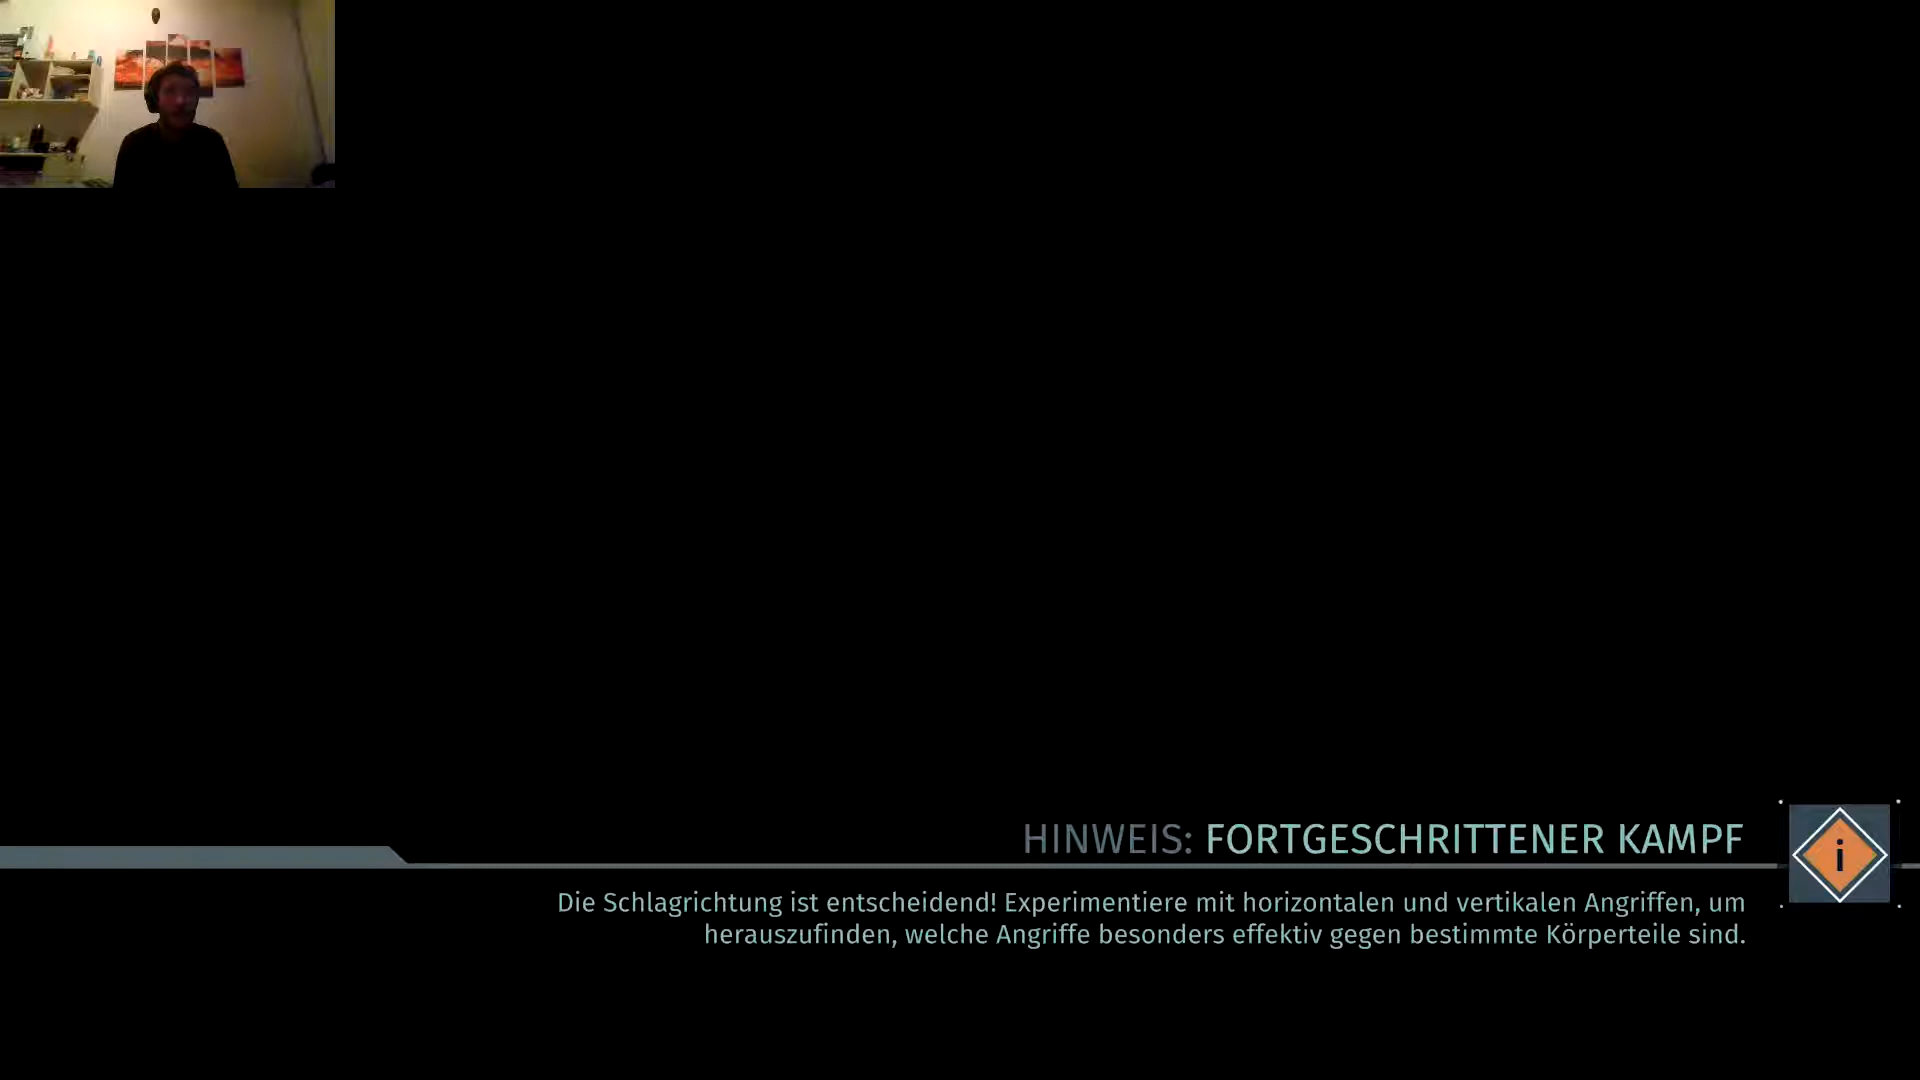 HINWEIS: FORTGESCHRITTENER KAMPF
i
Die Schlagrichtung ist entscheidend! Experimentiere mit horizontalen und vertikalen Angriffen, um
herauszufinden, welche Angriffe besonders effektiv gegen bestimmte Körperteile sind.